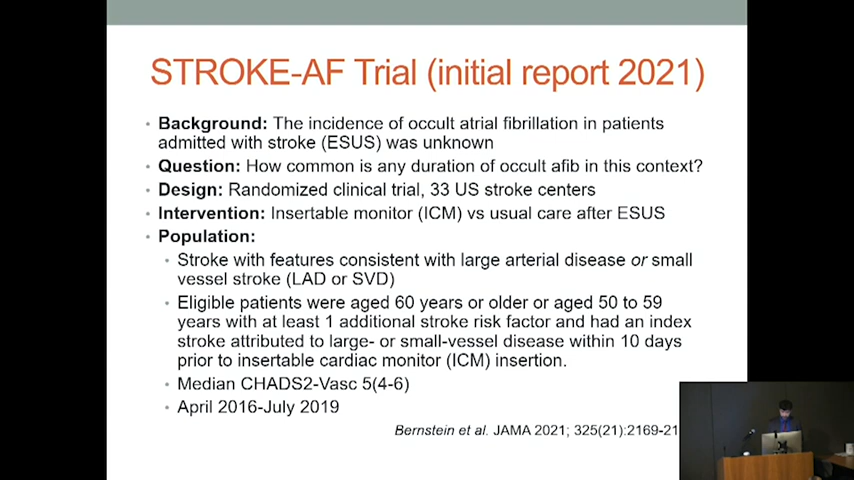 STROKE-AF Trial (initial report 2021)
• Background: The incidence of occult atrial fibrillation in patients
admitted with stroke (ESUS) was unknown
• Question: How common is any duration of occult afib in this context?
• Design: Randomized clinical trial, 33 US stroke centers
• Intervention: Insertable monitor (ICM) vs usual care after ESUS
• Population:
• Stroke with features consistent with large arterial disease or small
vessel stroke (LAD or SVD)
• Eligible patients were aged 60 years or older or aged 50 to 59
years with at least 1 additional stroke risk factor and had an index
stroke attributed to large- or small-vessel disease within 10 days
prior to insertable cardiac monitor (ICM) insertion.
• Median CHADS2-Vasc 5(4-6)
• April 2016-July 2019
Bernstein et al. JAMA 2021; 325(21):2169-21